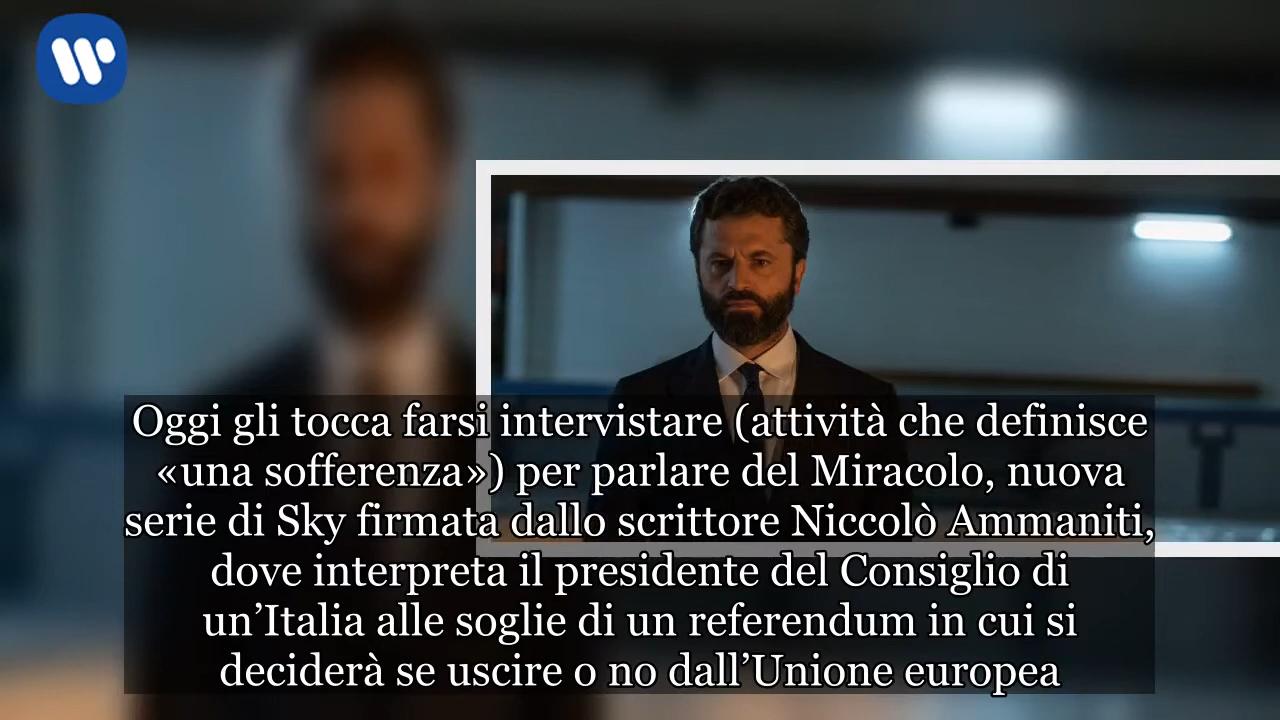 Oggi gli tocca farsi intervistare (attività che definisce
«una sofferenza») per parlare del Miracolo, nuova
serie di Sky firmata dallo scrittore Niccolò Ammaniti,
dove interpreta il presidente del Consiglio di
un’Italia alle soglie di un referendum in cui si
deciderà se uscire o no dall’Unione europea